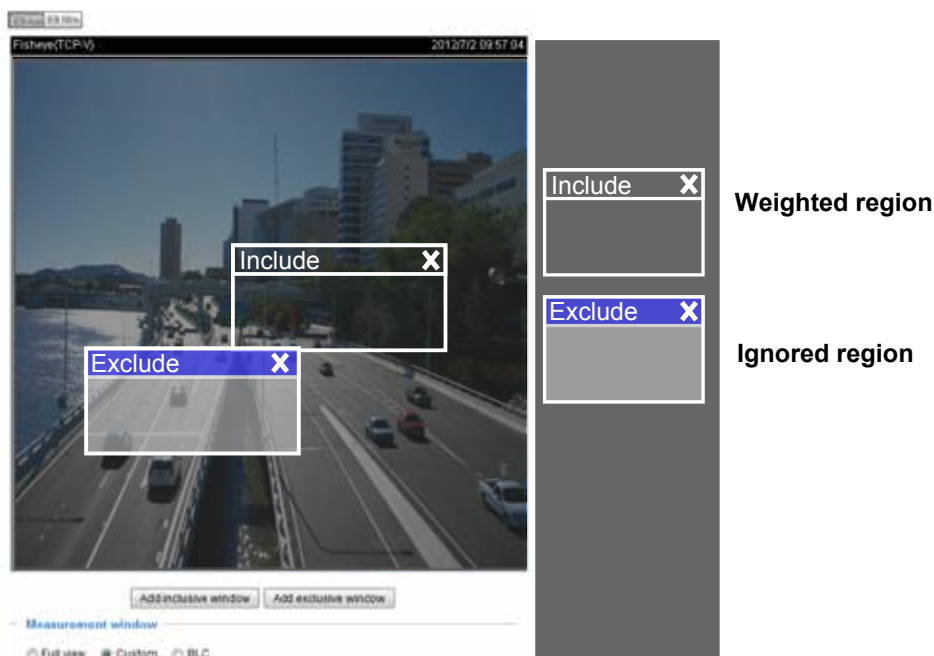 Fisheye(TCP-V) 2012/7/2 09:57:04
Include
Exclude
Include
Weighted region
Exclude
Ignored region
Add inclusive window Add exclusive window
Measurement window
Full view Custom BLC